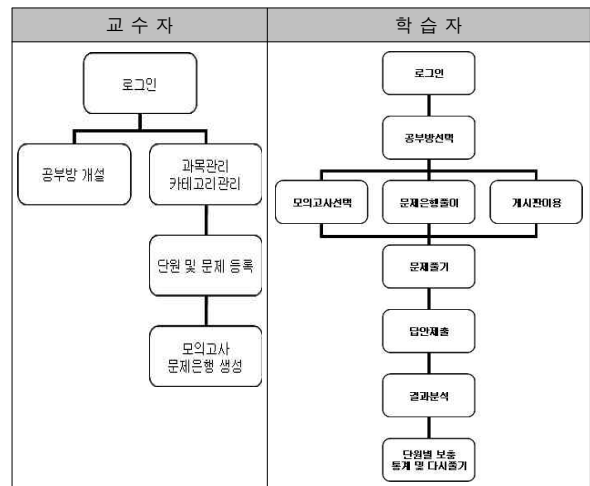 교 수 자
학 습 자
로그인
공부방 개설
과목관리
카테고리관리
단원 및 문제 등록
모의고사
문제은행 생성
로그인
공부방선택
모의고사선택
문제은행풀이
게시판이용
문제풀기
답안제출
결과분석
단원별 보충
통계 및 다시풀기